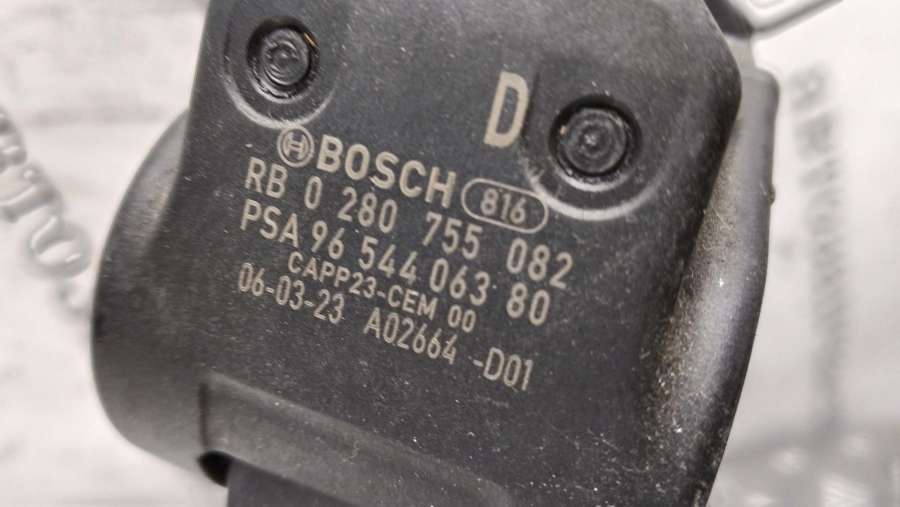 D
BOSCH 816
RB 0 280 755 082
PSA 96 544 063 80
CAPP23-CEM 00
06-03-23 A02664 -D01